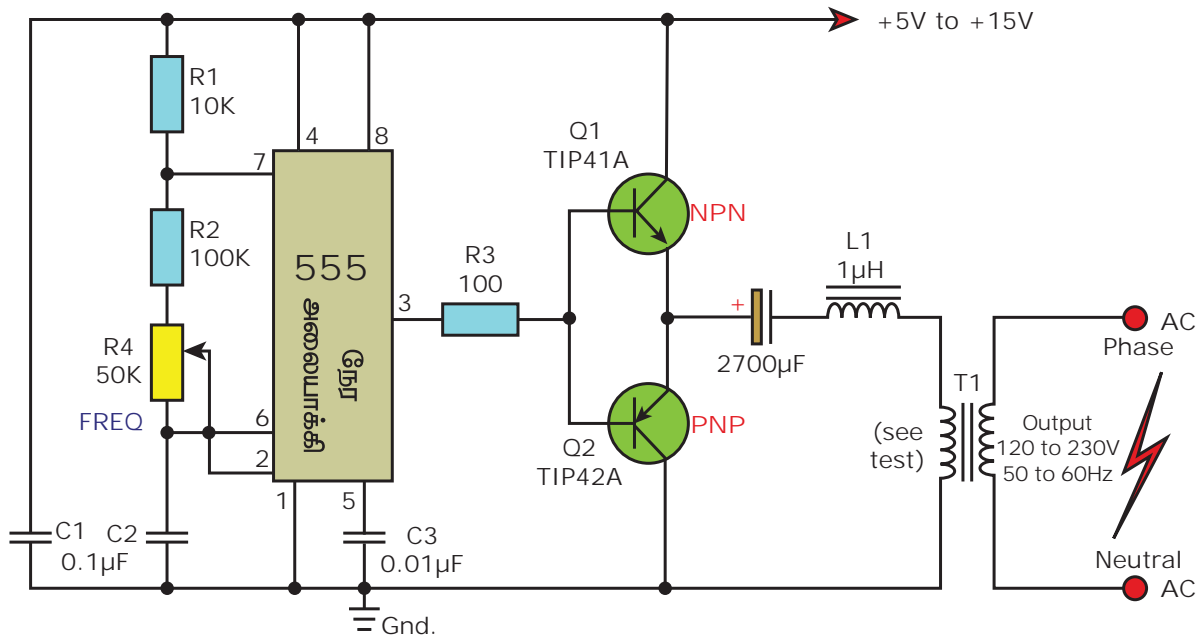 +5V to +15V
R1
10K
4
8
Q1
TIP41A
7
NPN
R2
100K
555
நேர
அலையாக்கி
R3
100
3
L1
1µH
+
2700µF
R4
50K
FREQ
AC
Phase
T1
6
2
PNP
Q2
TIP42A
(see
test)
Output
120 to 230V
50 to 60Hz
1
5
C1
0.1µF
C2
C3
0.01µF
Neutral
AC
Gnd.